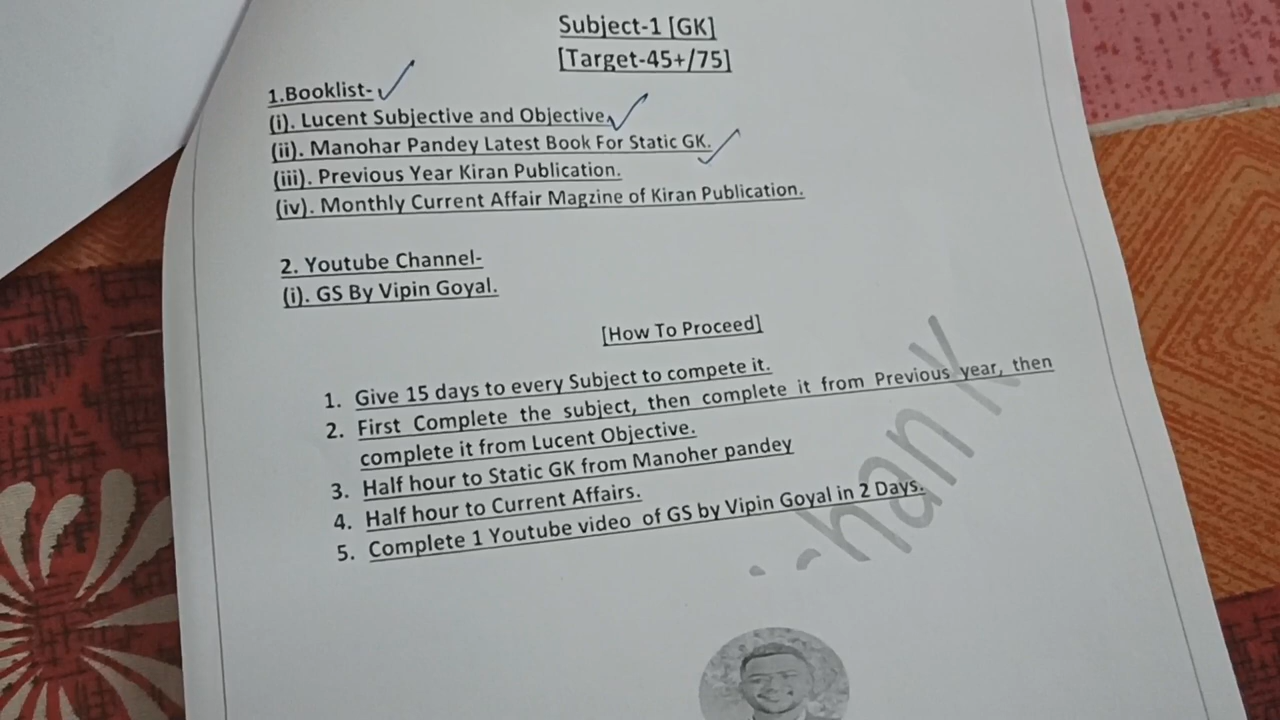 Subject-1 [GK]
[Target-45+/75]
1.Booklist-
(i). Lucent Subjective and Objective.
(ii). Manohar Pandey Latest Book For Static GK.
(iii). Previous Year Kiran Publication.
(iv). Monthly Current Affair Magzine of Kiran Publication.
2. Youtube Channel-
(i). GS By Vipin Goyal.
[How To Proceed]
1. Give 15 days to every Subject to compete it.
2. First Complete the subject, then complete it from Previous year, then
complete it from Lucent Objective.
3. Half hour to Static GK from Manoher pandey
4. Half hour to Current Affairs.
5. Complete 1 Youtube video of GS by Vipin Goyal in 2 Days.